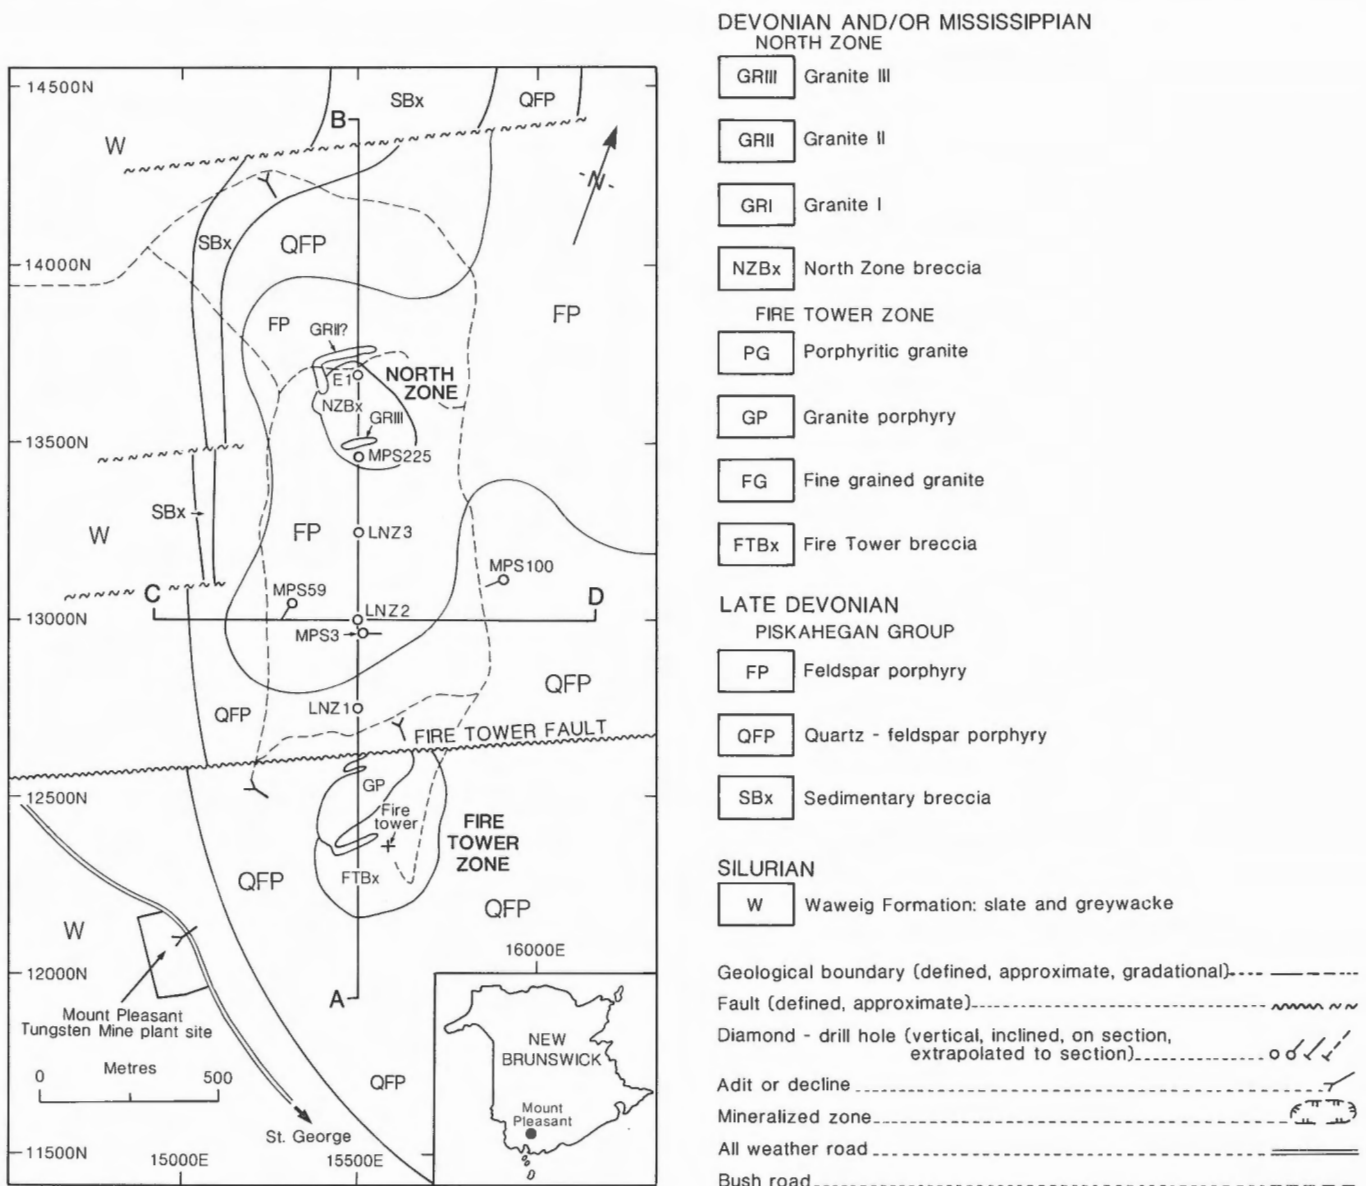 14500N
SBx
QFP
B
W
N
SBx
QFP
14000N
FP
FP
GRII?
E1
NORTH
ZONE
NZBx
GRIII
13500N
MPS225
SBx
W
FP
LNZ3
MPS100
C
MPS59
D
LNZ2
13000N
MPS3
QFP
QFP
LNZ1
FIRE TOWER FAULT
GP
12500N
Fire
tower
FIRE
TOWER
ZONE
QFP
FTBx
QFP
W
16000E
12000N
A
Mount Pleasant
Tungsten Mine plant site
NEW
BRUNSWICK
Metres
0
500
QFP
Mount
Pleasant
St. George
11500N
15000E
15500E
DEVONIAN AND/OR MISSISSIPPIAN
NORTH ZONE
GRIII Granite III
GRII Granite II
GRI Granite I
NZBx North Zone breccia
FIRE TOWER ZONE
PG Porphyritic granite
GP Granite porphyry
FG Fine grained granite
FTBx Fire Tower breccia
LATE DEVONIAN
PISKAHEGAN GROUP
FP Feldspar porphyry
QFP Quartz - feldspar porphyry
SBx Sedimentary breccia
SILURIAN
W Waweig Formation: slate and greywacke
Geological boundary (defined, approximate, gradational)
Fault (defined, approximate)
Diamond - drill hole (vertical, inclined, on section,
extrapolated to section)
Adit or decline
Mineralized zone
All weather road
Bush road